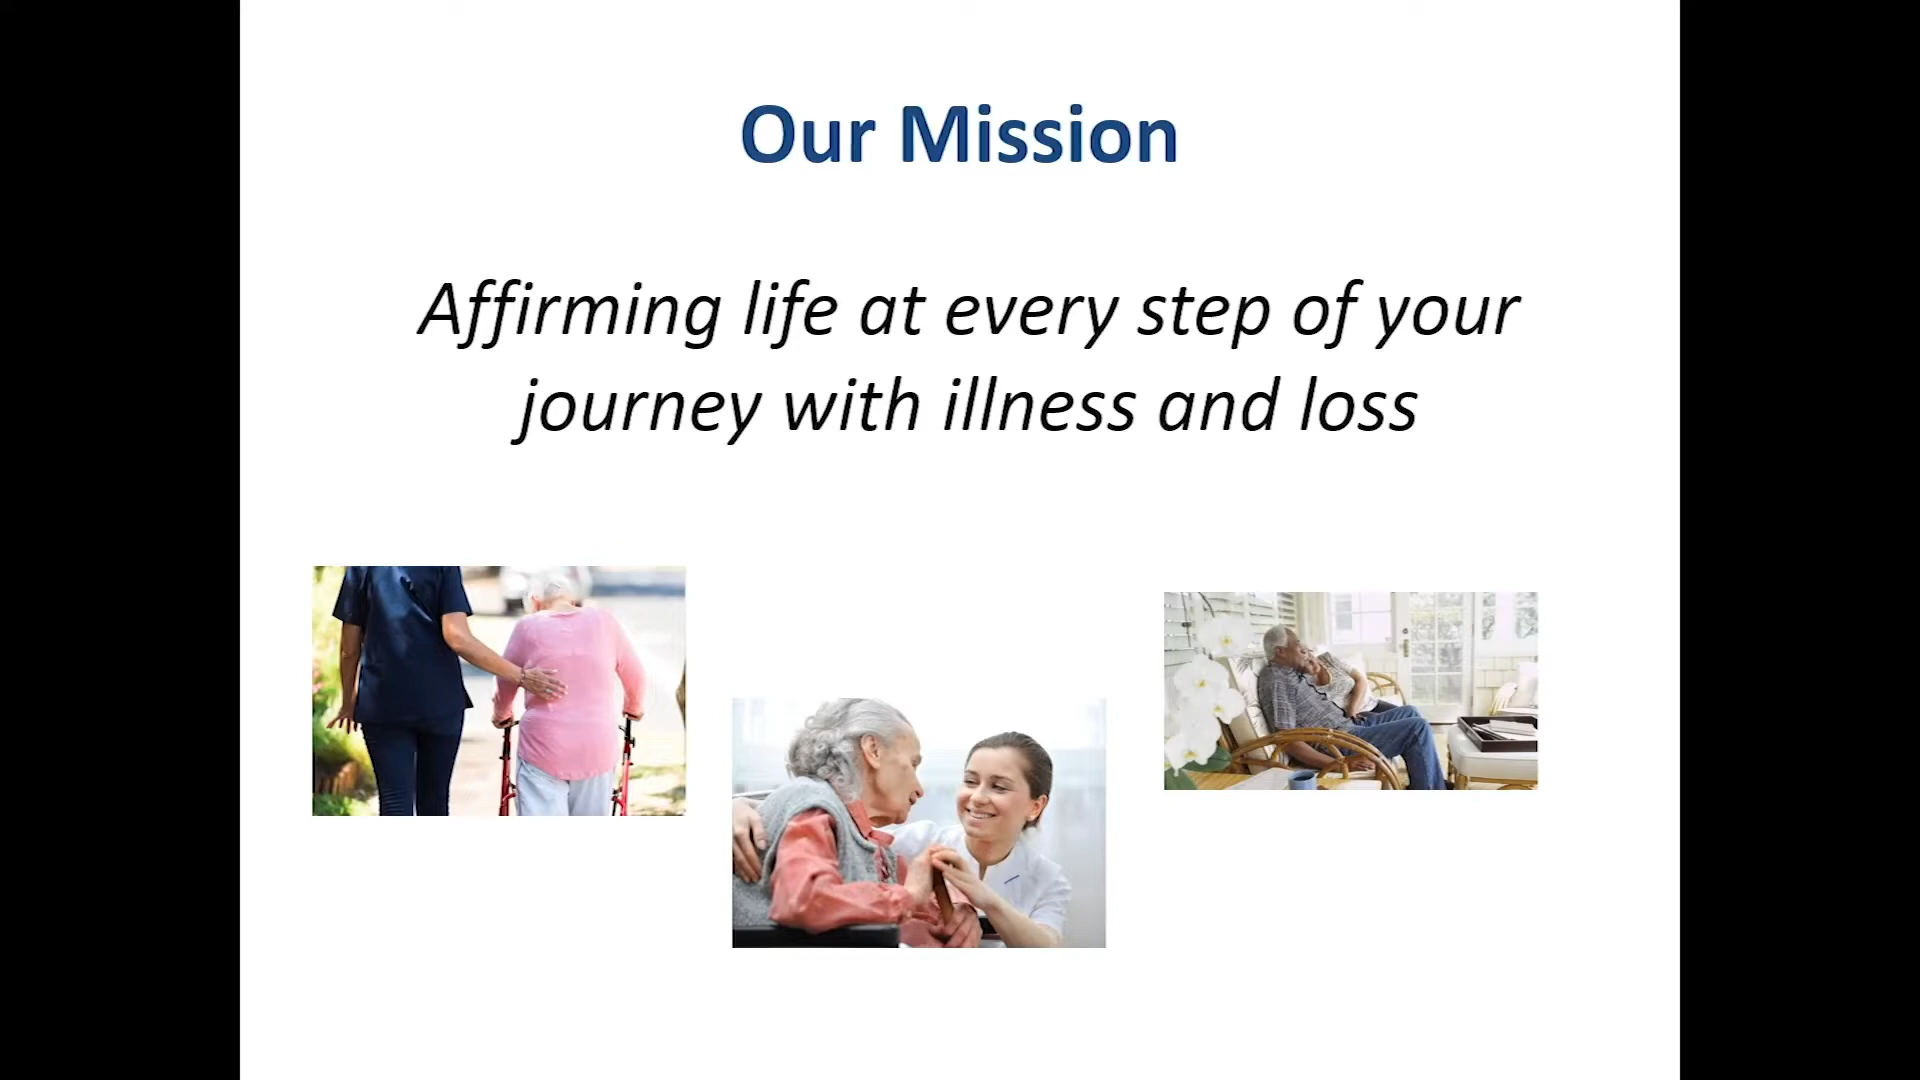 Our Mission
Affirming life at every step of your
journey with illness and loss